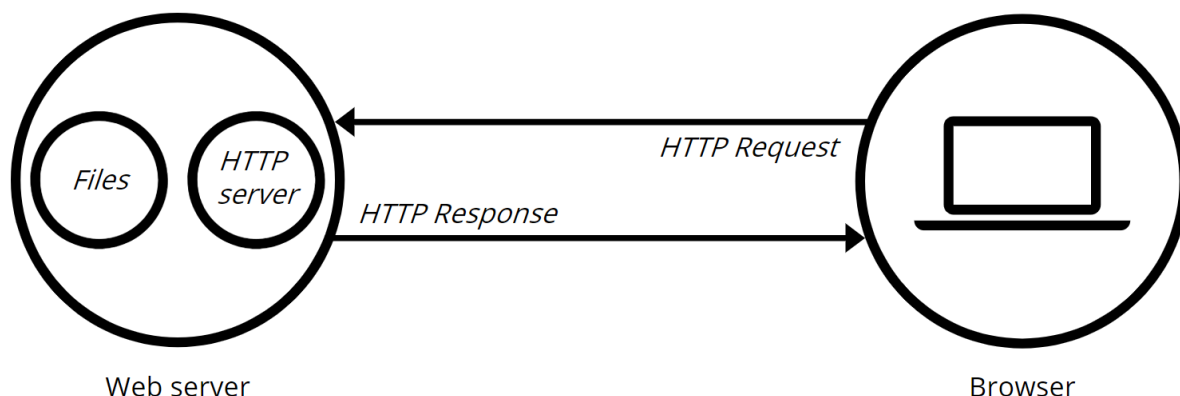 Files
HTTP
server
HTTP Request
HTTP Response
Web server
Browser